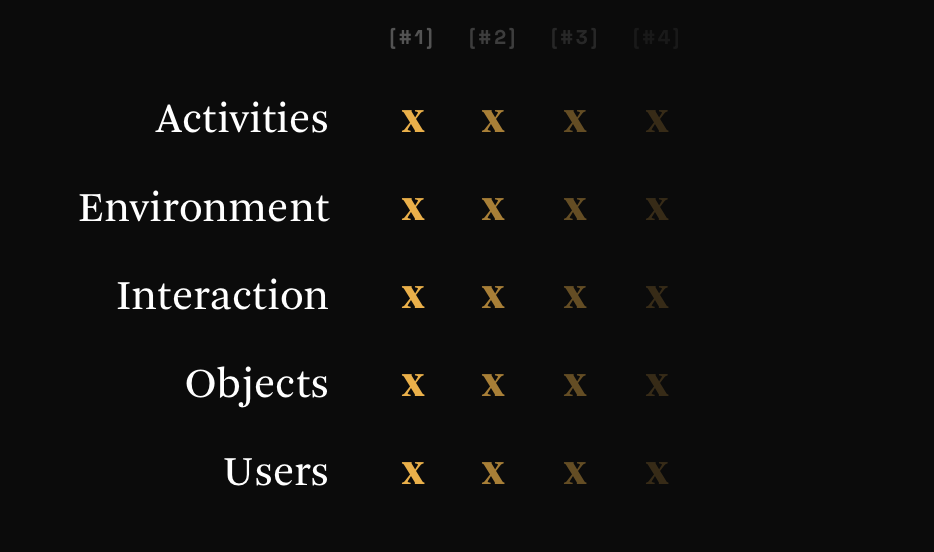 [#1] [#2] [#3] [#4]
Activities x x x x
Environment x x x x
Interaction x x x x
Objects x x x x
Users x x x x